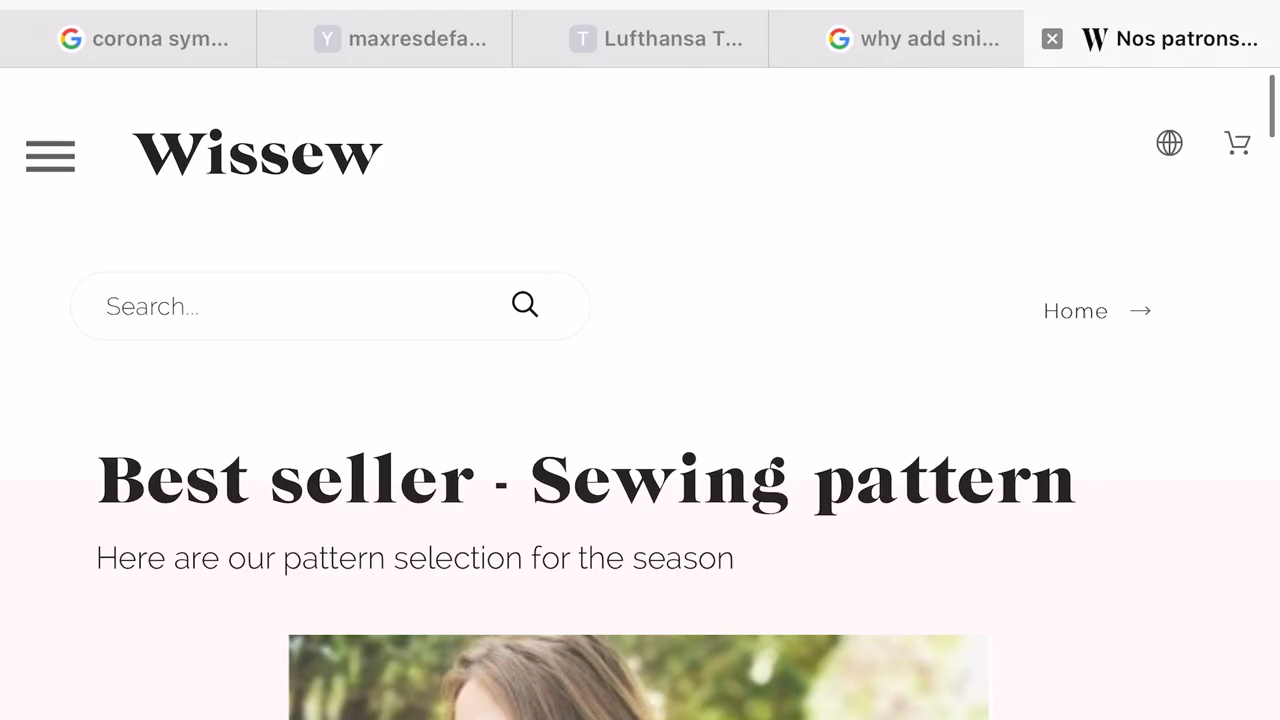 corona sym...
Y maxresdefa...
T Lufthansa T...
why add sni...
W Nos patrons...
Wissew
Search...
Home →
Best seller - Sewing pattern
Here are our pattern selection for the season